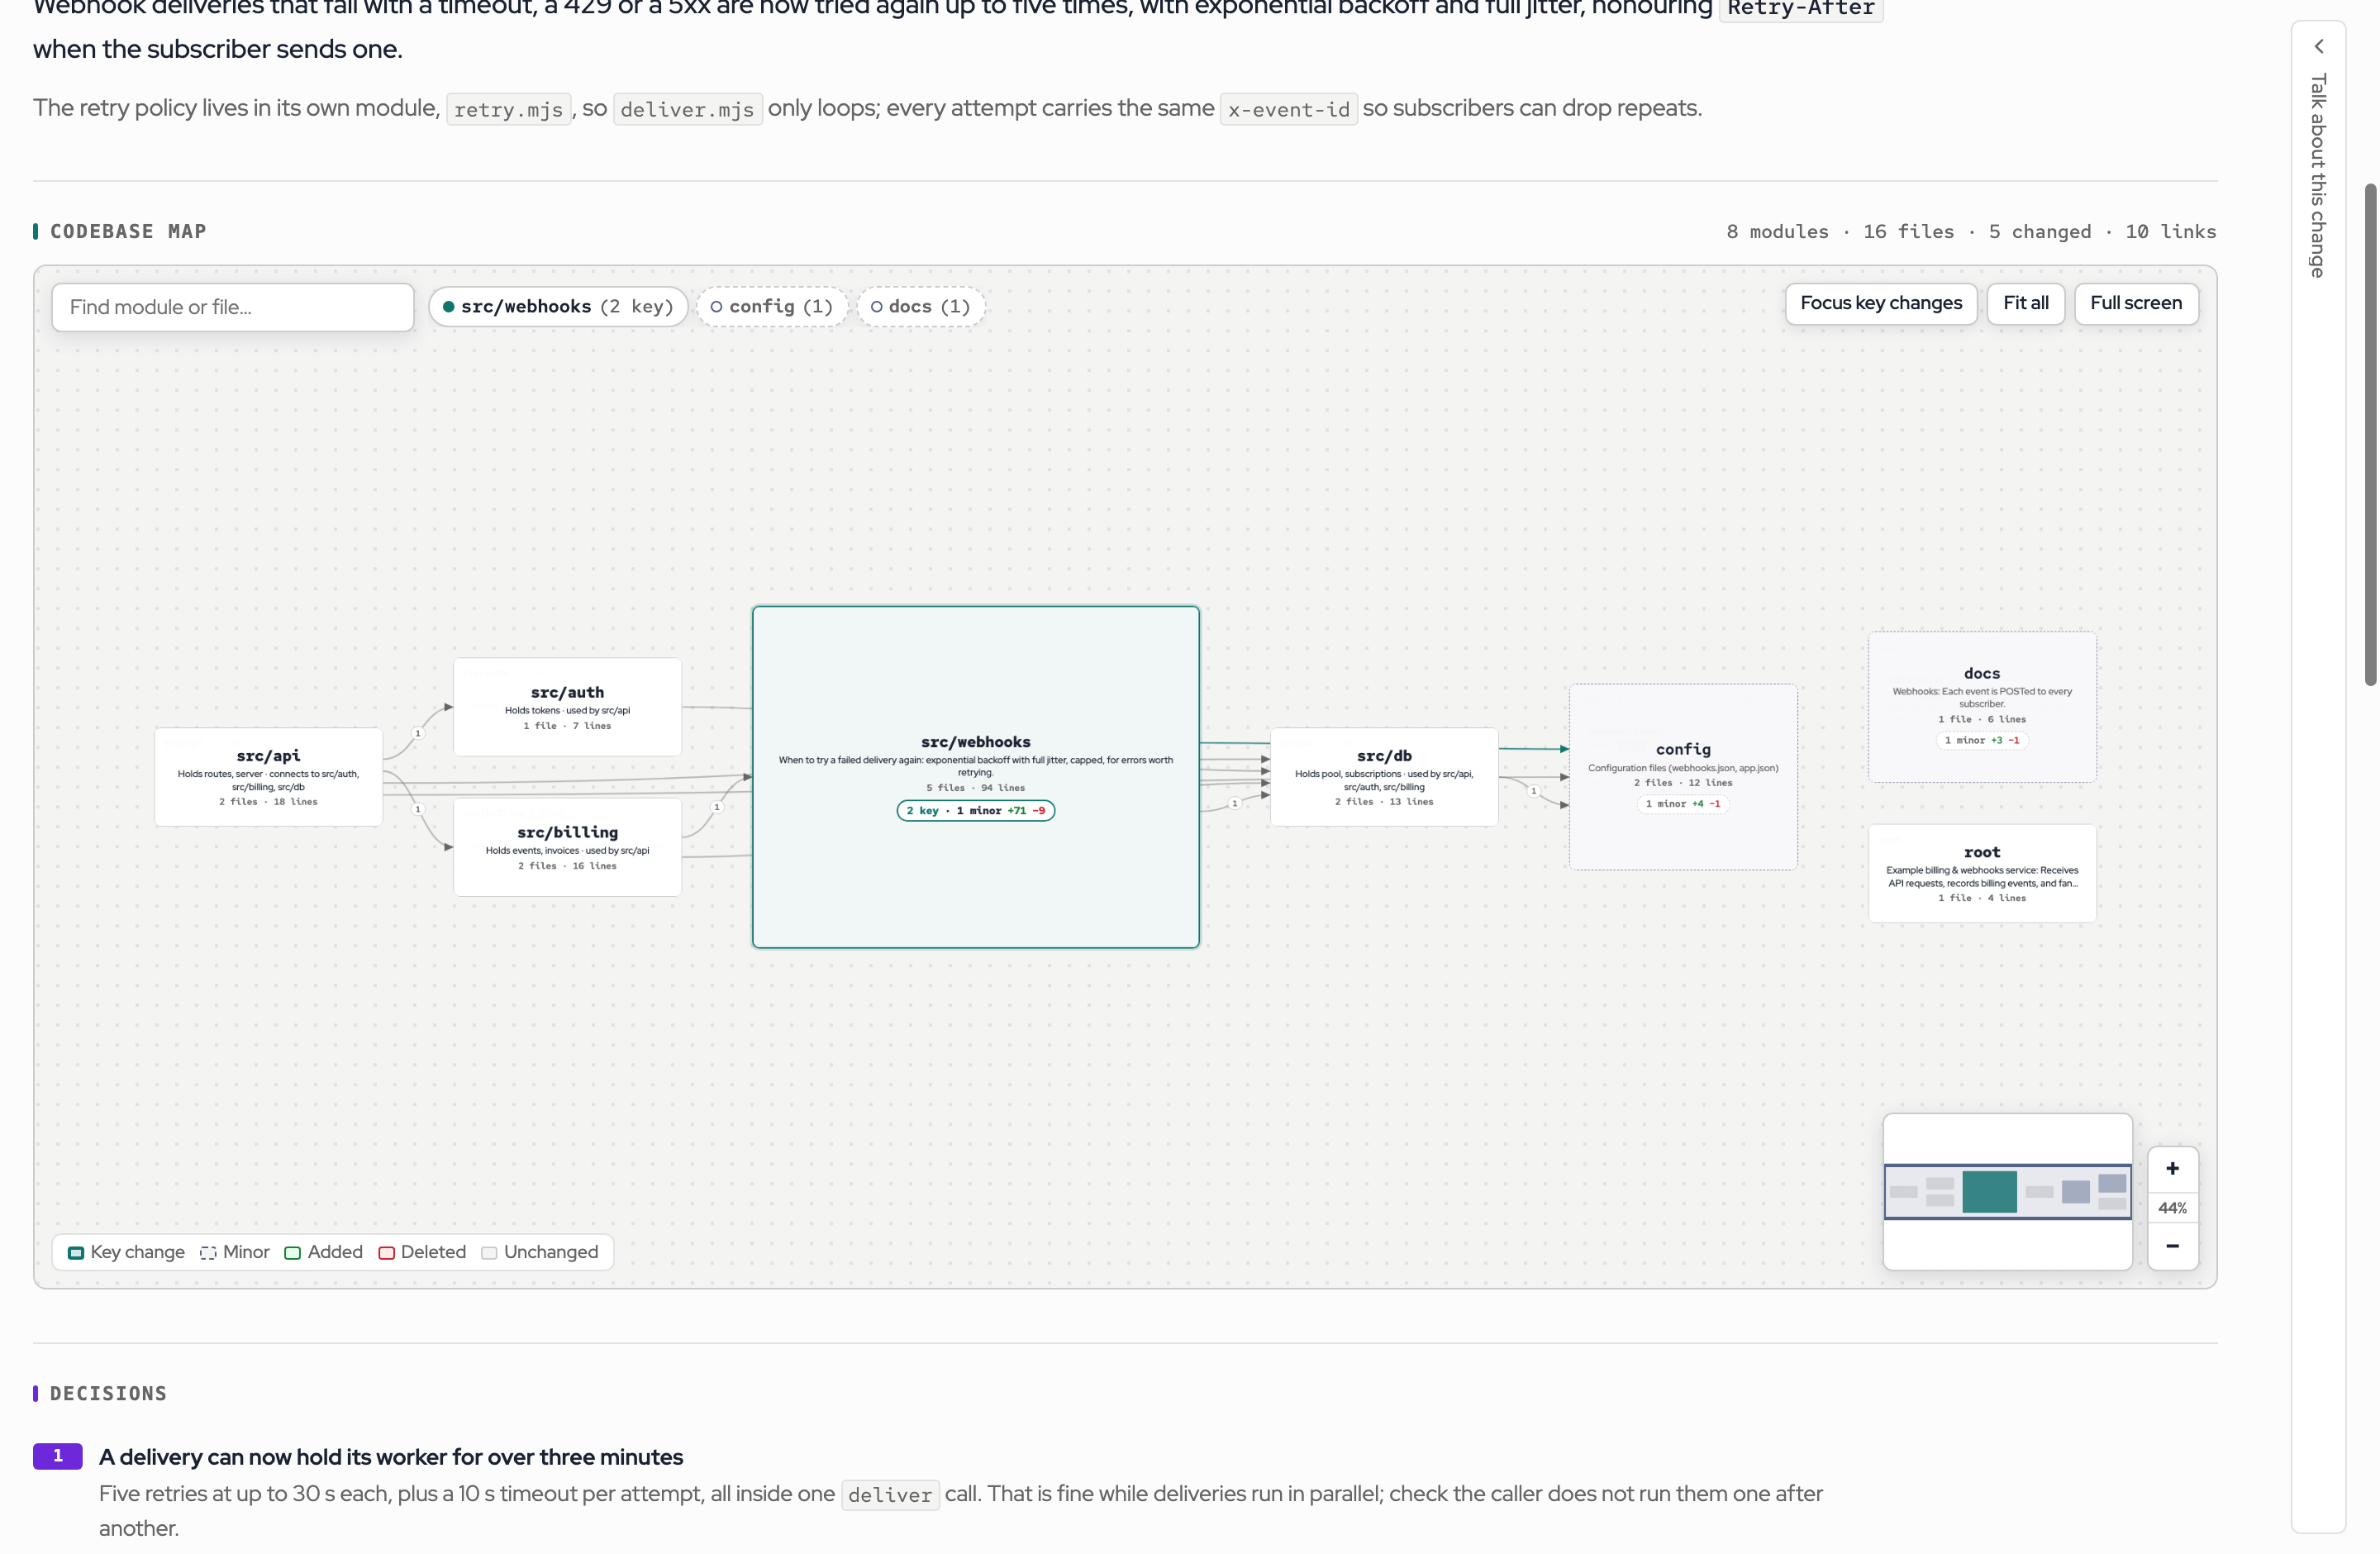 Webhook deliveries that fail with a timeout, a 429 or a 5xx are now tried again up to five times, with exponential backoff and full jitter, honouring Retry-After
when the subscriber sends one.
The retry policy lives in its own module, retry.mjs, so deliver.mjs only loops; every attempt carries the same x-event-id so subscribers can drop repeats.
Talk about this change
CODEBASE MAP
8 modules · 16 files · 5 changed · 10 links
Find module or file...
src/webhooks (2 key)
config (1)
docs (1)
Focus key changes
Fit all
Full screen
src/api
Holds routes, server · connects to src/auth,
src/billing, src/db
2 files · 18 lines
1
1
src/auth
Holds tokens · used by src/api
1 file · 7 lines
src/billing
Holds events, invoices · used by src/api
2 files · 16 lines
1
src/webhooks
When to try a failed delivery again: exponential backoff with full jitter, capped, for errors worth
retrying.
5 files · 94 lines
2 key · 1 minor +71 −9
1
src/db
Holds pool, subscriptions · used by src/api,
src/auth, src/billing
2 files · 13 lines
1
config
Configuration files (webhooks.json, app.json)
2 files · 12 lines
1 minor +4 −1
docs
Webhooks: Each event is POSTed to every
subscriber.
1 file · 6 lines
1 minor +3 −1
root
Example billing & webhooks service: Receives
API requests, records billing events, and fan...
1 file · 4 lines
+
44%
−
Key change
Minor
Added
Deleted
Unchanged
DECISIONS
1
A delivery can now hold its worker for over three minutes
Five retries at up to 30 s each, plus a 10 s timeout per attempt, all inside one deliver call. That is fine while deliveries run in parallel; check the caller does not run them one after
another.